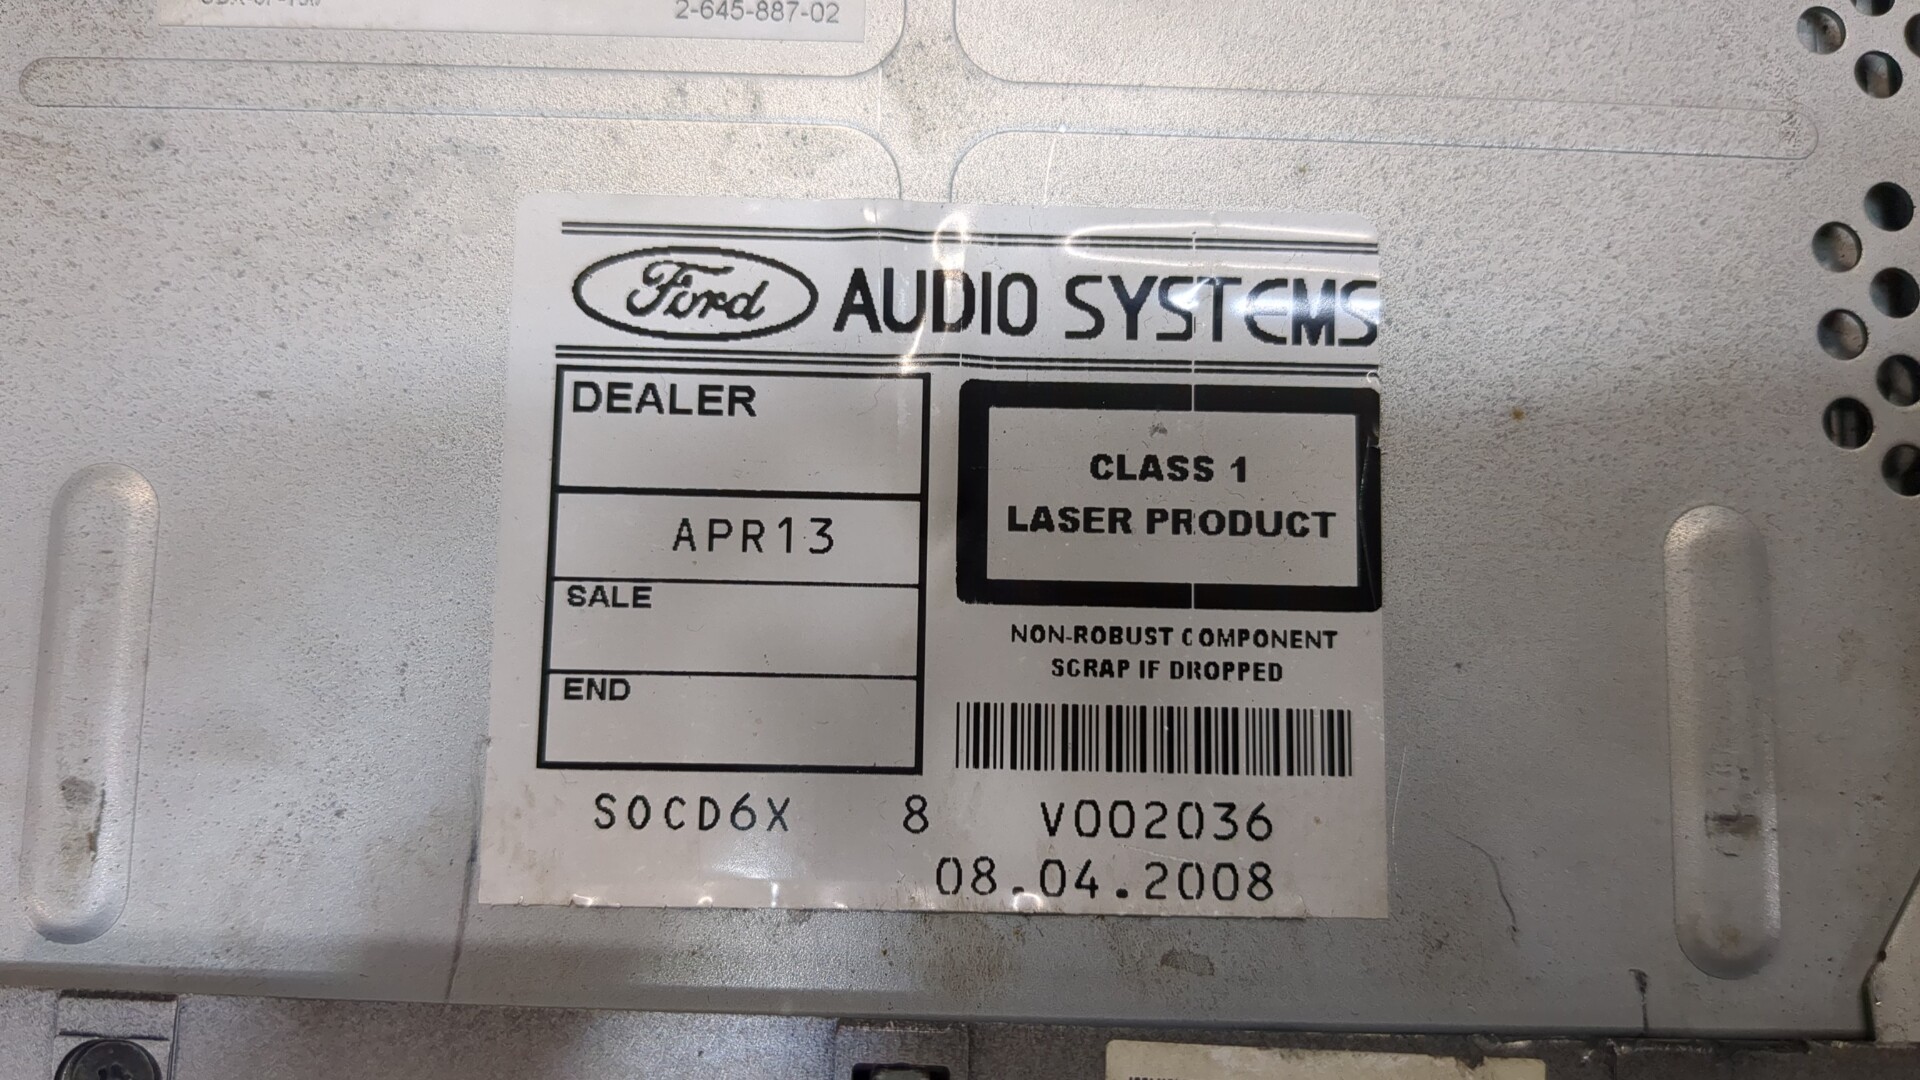 2-645-887-02
Ford AUDIO SYSTEMS
DEALER
APR13
SALE
END
CLASS 1
LASER PRODUCT
NON-ROBUST COMPONENT
SCRAP IF DROPPED
S0CD6X 8 V002036
08.04.2008